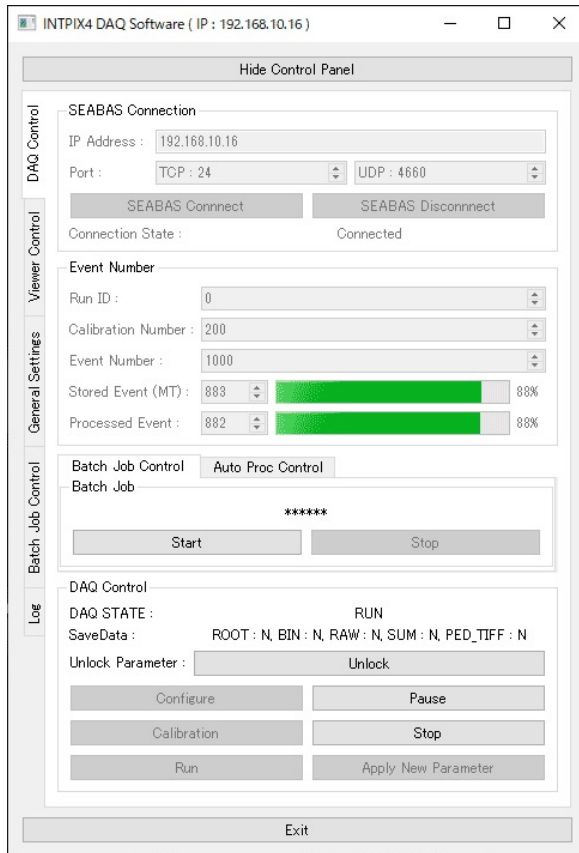 INTPIX4 DAQ Software ( IP : 192.168.10.16 )
Hide Control Panel
DAQ Control
Viewer Control
General Settings
Batch Job Control
Log
SEABAS Connection
IP Address : 192.168.10.16
Port : TCP : 24 UDP : 4660
SEABAS Connnect SEABAS Disconnnect
Connection State : Connected
Event Number
Run ID : 0
Calibration Number : 200
Event Number : 1000
Stored Event (MT) : 883 88%
Processed Event : 882 88%
Batch Job Control Auto Proc Control
Batch Job
******
Start Stop
DAQ Control
DAQ STATE : RUN
SaveData : ROOT : N, BIN : N, RAW : N, SUM : N, PED_TIFF : N
Unlock Parameter : Unlock
Configure Pause
Calibration Stop
Run Apply New Parameter
Exit